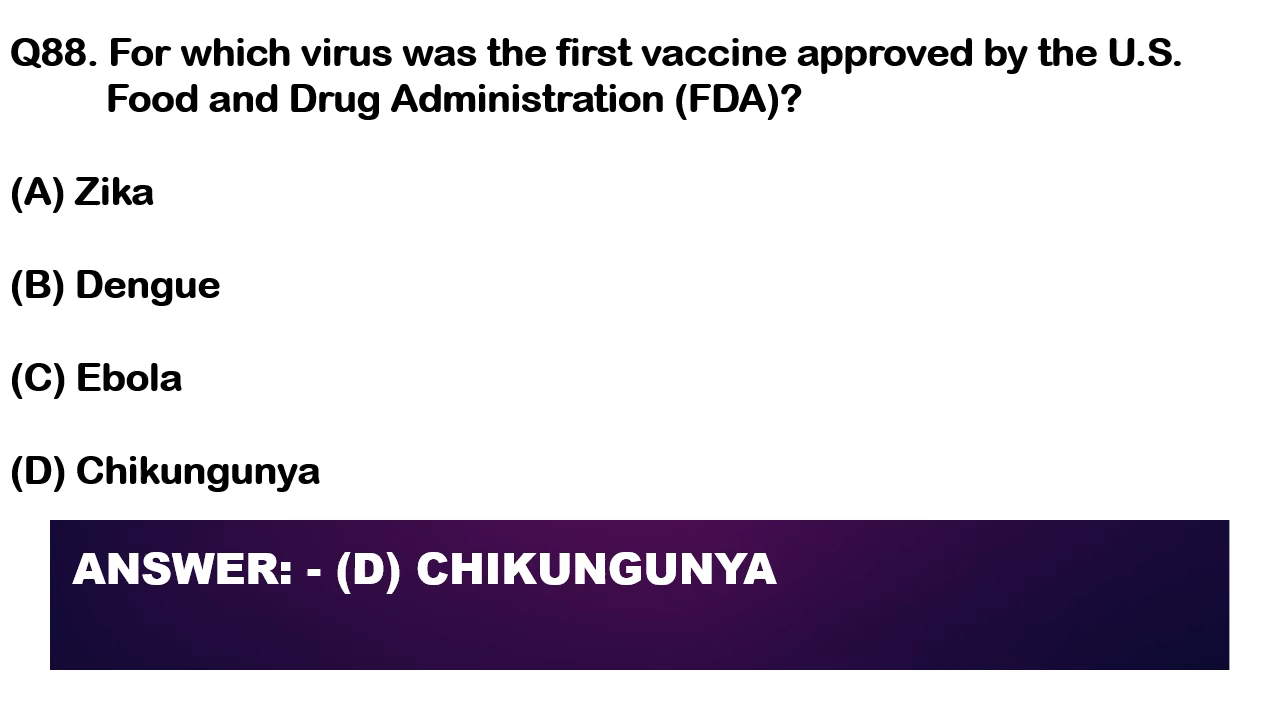 Q88. For which virus was the first vaccine approved by the U.S.
Food and Drug Administration (FDA)?
(A) Zika
(B) Dengue
(C) Ebola
(D) Chikungunya
ANSWER: - (D) CHIKUNGUNYA